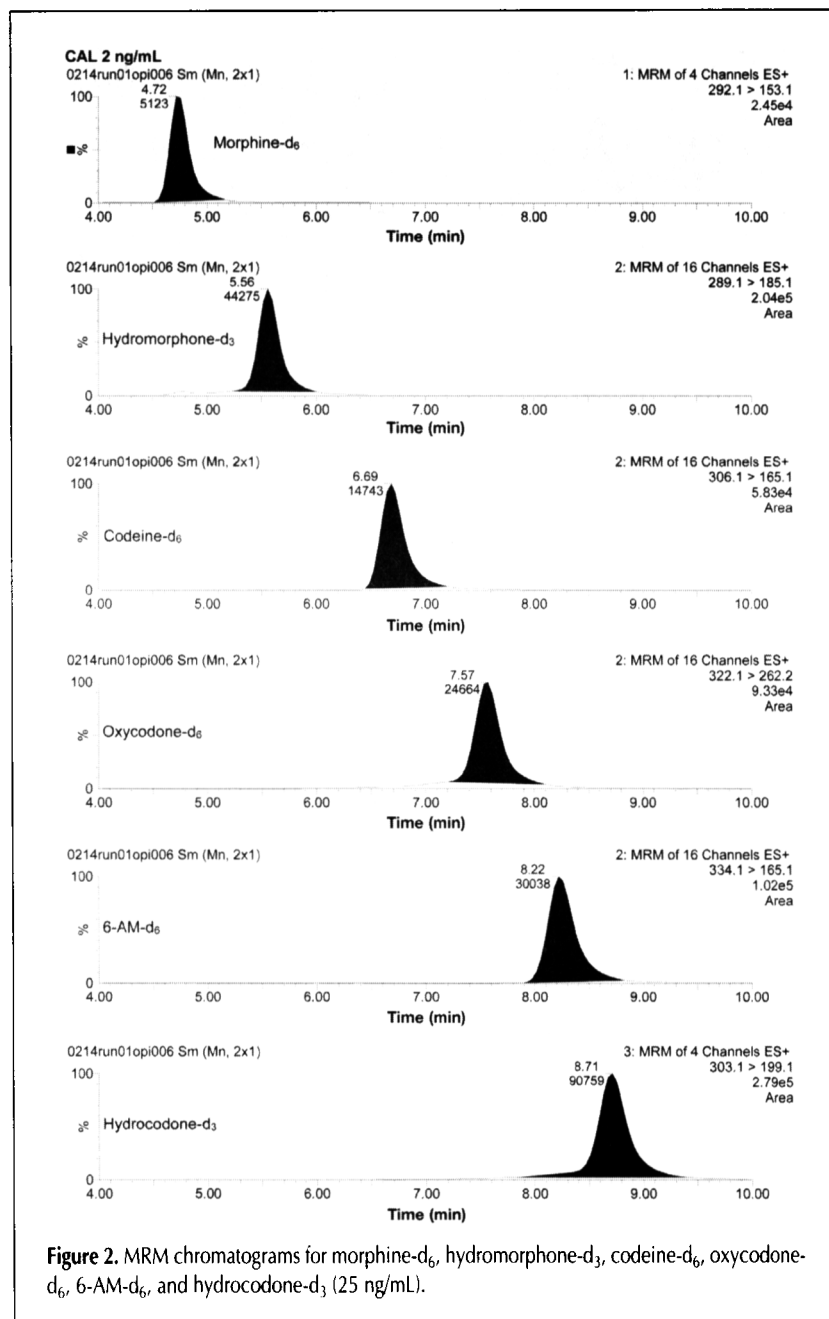 CAL 2 ng/mL
0214run01opi006 Sm (Mn, 2x1)
1: MRM of 4 Channels ES+
292.1 > 153.1
2.45e4
Area
4.72
5123
100
%
0
Morphine-d₆
4.00 5.00 6.00 7.00 8.00 9.00 10.00
Time (min)
0214run01opi006 Sm (Mn, 2x1)
2: MRM of 16 Channels ES+
289.1 > 185.1
2.04e5
Area
5.56
44275
100
%
0
Hydromorphone-d₃
4.00 5.00 6.00 7.00 8.00 9.00 10.00
Time (min)
0214run01opi006 Sm (Mn, 2x1)
2: MRM of 16 Channels ES+
306.1 > 165.1
5.83e4
Area
6.69
14743
100
%
0
Codeine-d₆
4.00 5.00 6.00 7.00 8.00 9.00 10.00
Time (min)
0214run01opi006 Sm (Mn, 2x1)
2: MRM of 16 Channels ES+
322.1 > 262.2
9.33e4
Area
7.57
24664
100
%
0
Oxycodone-d₆
4.00 5.00 6.00 7.00 8.00 9.00 10.00
Time (min)
0214run01opi006 Sm (Mn, 2x1)
2: MRM of 16 Channels ES+
334.1 > 165.1
1.02e5
Area
8.22
30038
100
%
0
6-AM-d₆
4.00 5.00 6.00 7.00 8.00 9.00 10.00
Time (min)
0214run01opi006 Sm (Mn, 2x1)
3: MRM of 4 Channels ES+
303.1 > 199.1
2.79e5
Area
8.71
90759
100
%
0
Hydrocodone-d₃
4.00 5.00 6.00 7.00 8.00 9.00 10.00
Time (min)
Figure 2. MRM chromatograms for morphine-d₆, hydromorphone-d₃, codeine-d₆, oxycodone-
d₆, 6-AM-d₆, and hydrocodone-d₃ (25 ng/mL).